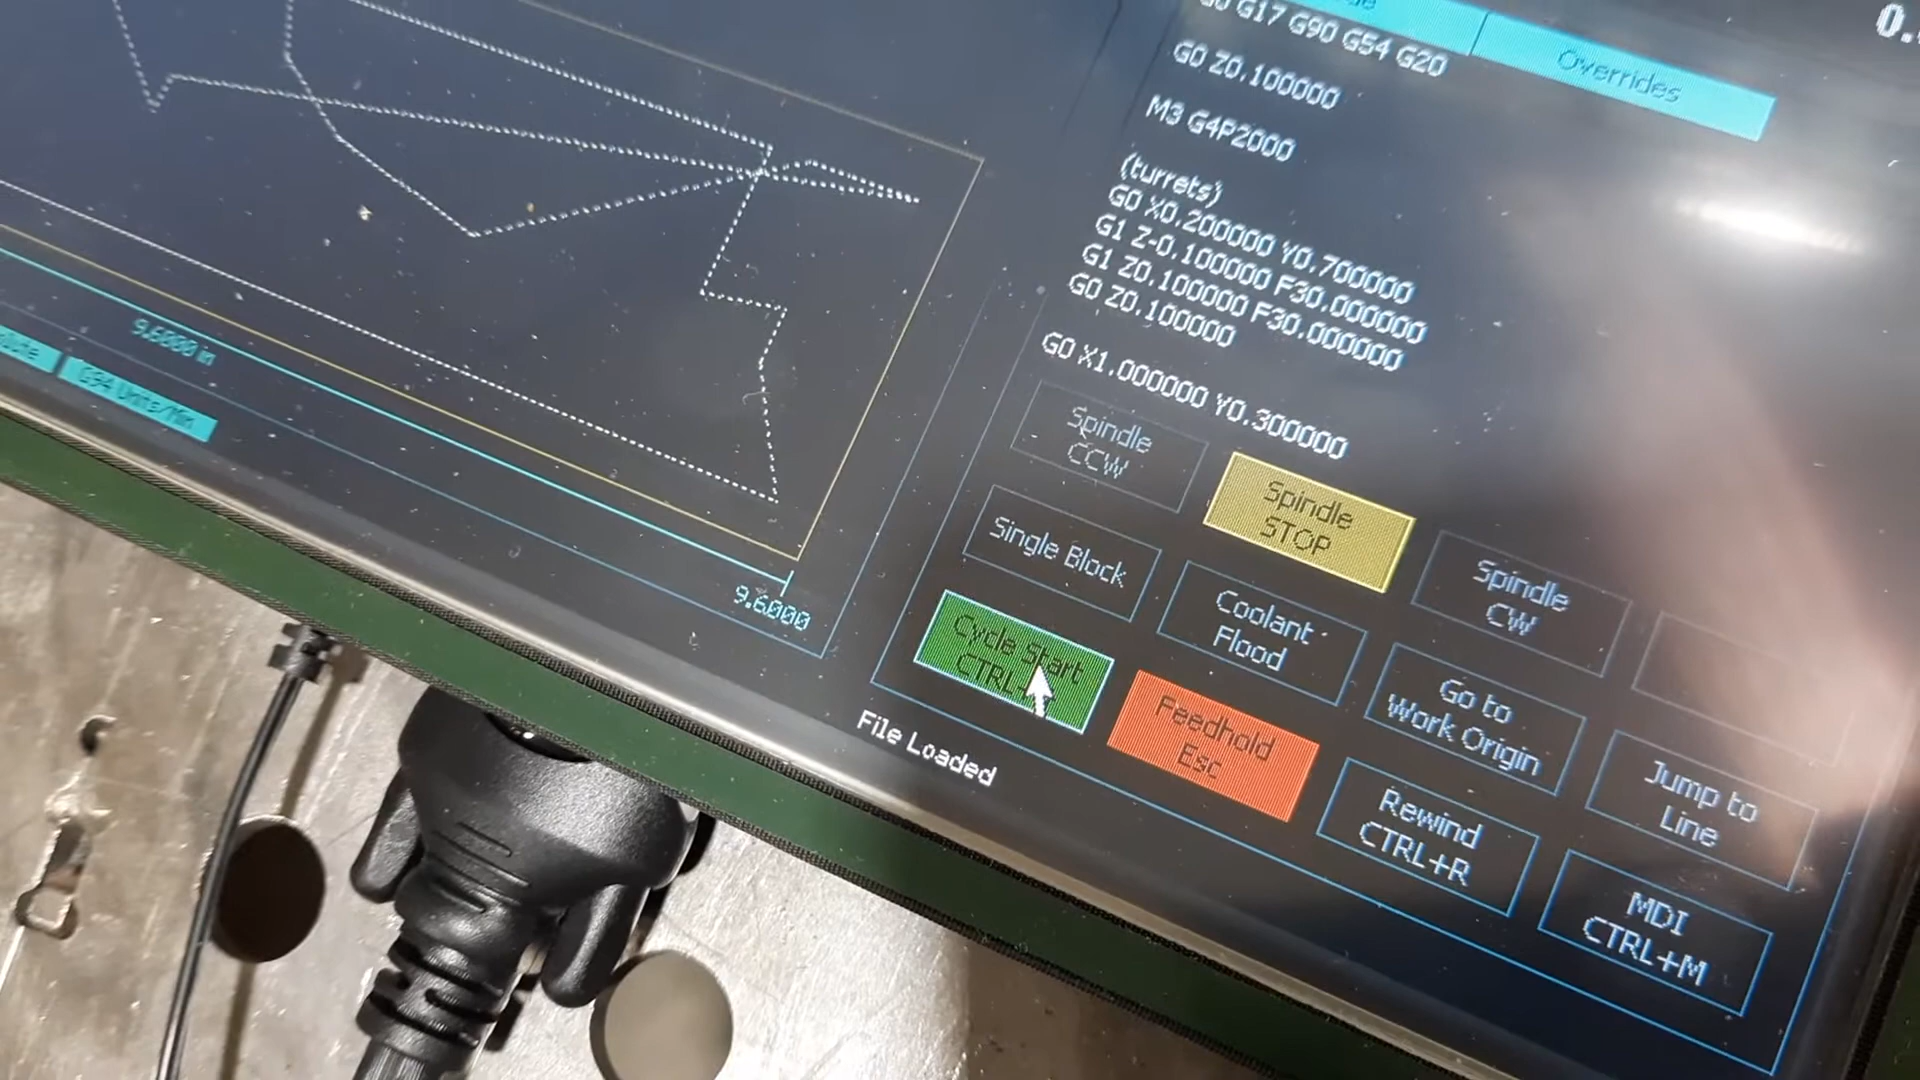 G17 G90 G54 G20
Overrides
G0 Z0.100000
M3 G4P2000
(turrets)
G0 X0.200000 Y0.700000
G1 Z-0.100000 F30.000000
G1 Z0.100000 F30.000000
G0 Z0.100000
G0 X1.000000 Y0.300000
9.6000 in
G94 Units/Min
9.6000
Spindle
CCW
Spindle
STOP
Spindle
CW
Single Block
Coolant
Flood
Go to
Work Origin
Jump to
Line
Cycle Start
Feedhold
Esc
Rewind
CTRL+R
MDI
CTRL+M
File Loaded